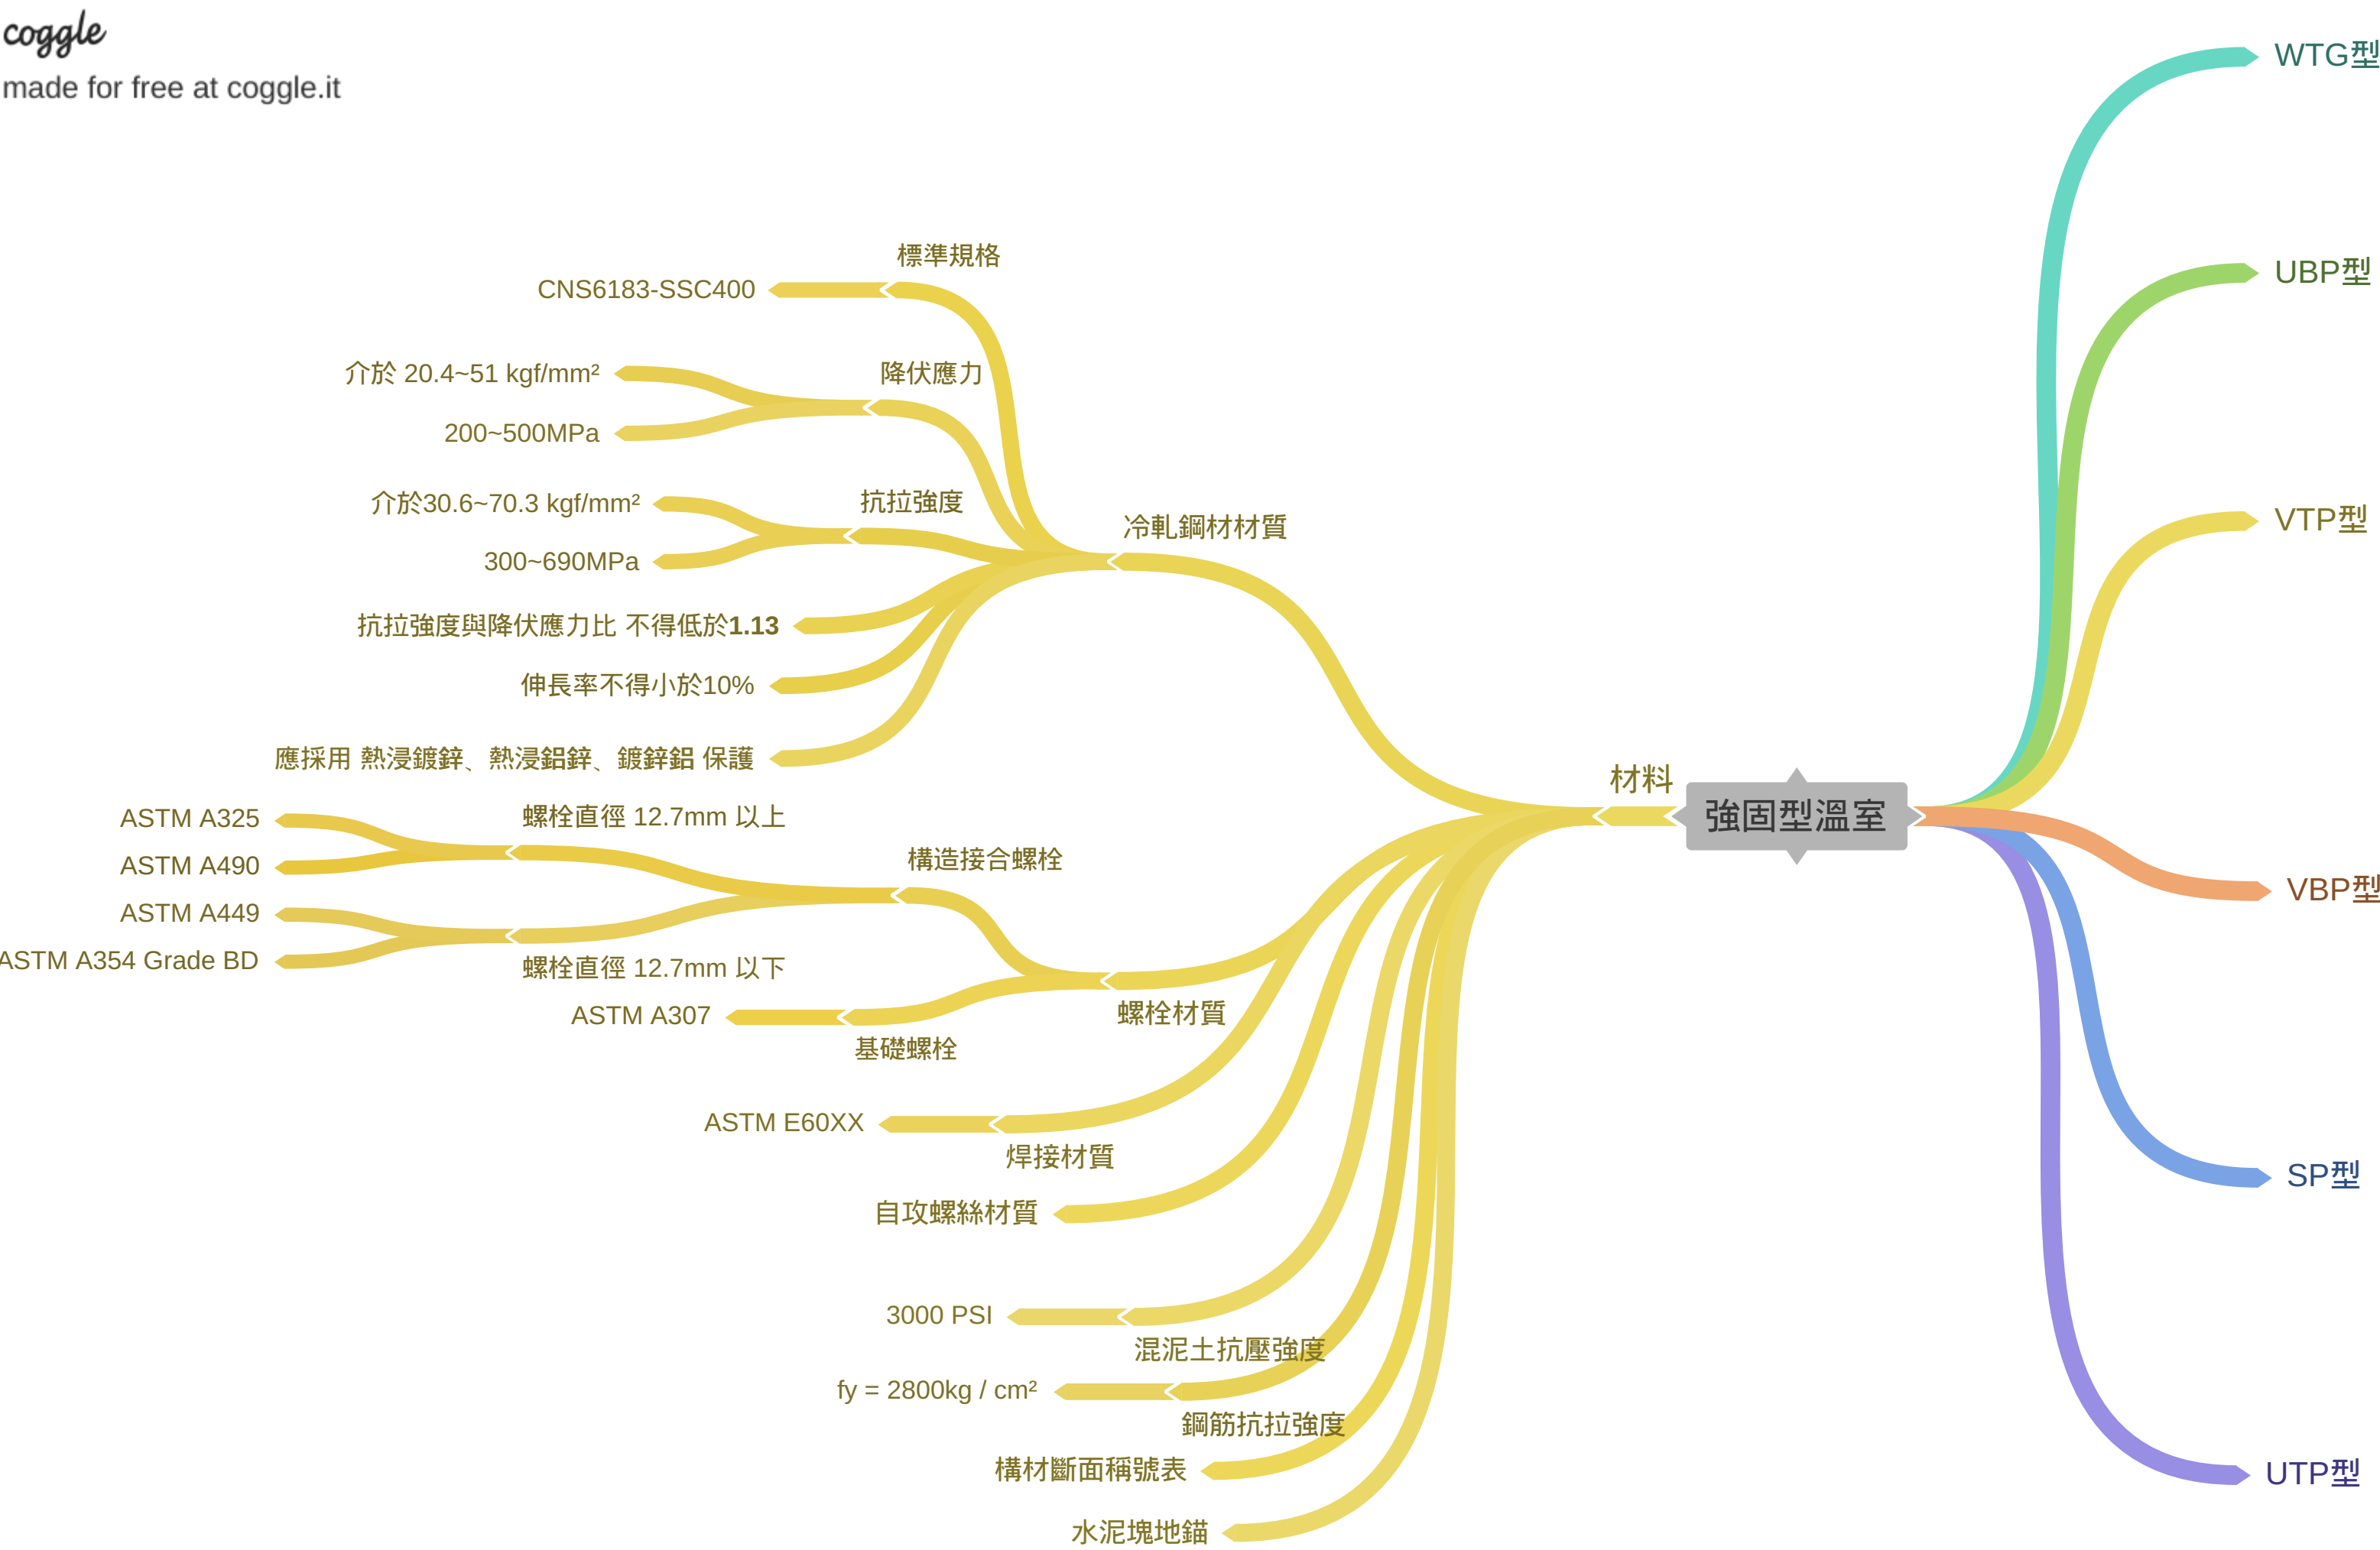 coggle
made for free at coggle.it
強固型溫室
WTG型
UBP型
VTP型
VBP型
SP型
UTP型
材料
冷軋鋼材材質
標準規格
CNS6183-SSC400
降伏應力
介於 20.4~51 kgf/mm²
200~500MPa
抗拉強度
介於30.6~70.3 kgf/mm²
300~690MPa
抗拉強度與降伏應力比 不得低於1.13
伸長率不得小於10%
應採用 熱浸鍍鋅、熱浸鋁鋅、鍍鋅鋁 保護
螺栓材質
構造接合螺栓
螺栓直徑 12.7mm 以上
ASTM A325
ASTM A490
螺栓直徑 12.7mm 以下
ASTM A449
ASTM A354 Grade BD
基礎螺栓
ASTM A307
焊接材質
ASTM E60XX
自攻螺絲材質
混泥土抗壓強度
3000 PSI
鋼筋抗拉強度
fy = 2800kg / cm²
構材斷面稱號表
水泥塊地錨